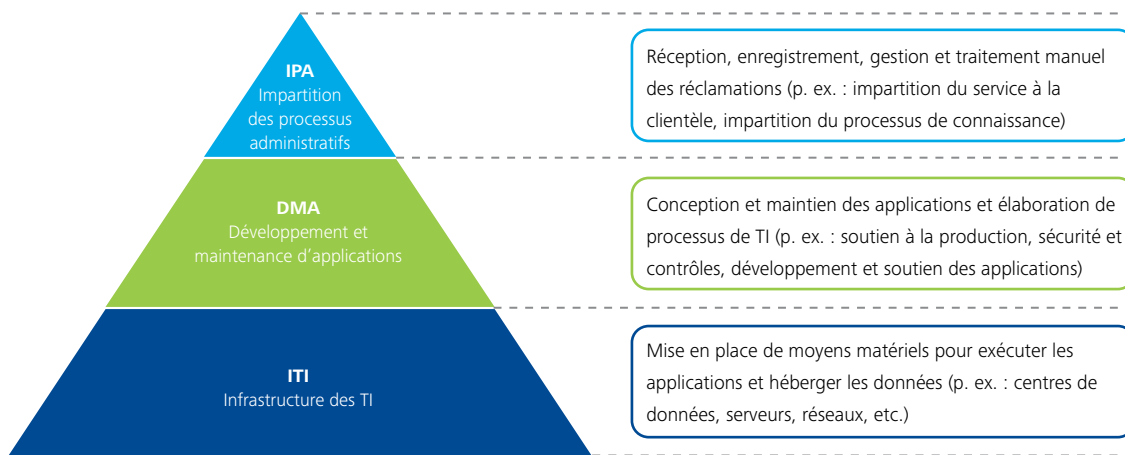 IPA
Impartition
des processus
administratifs
Réception, enregistrement, gestion et traitement manuel
des réclamations (p. ex. : impartition du service à la
clientèle, impartition du processus de connaissance)
DMA
Développement et
maintenance d'applications
Conception et maintien des applications et élaboration de
processus de TI (p. ex. : soutien à la production, sécurité et
contrôles, développement et soutien des applications)
ITI
Infrastructure des TI
Mise en place de moyens matériels pour exécuter les
applications et héberger les données (p. ex. : centres de
données, serveurs, réseaux, etc.)